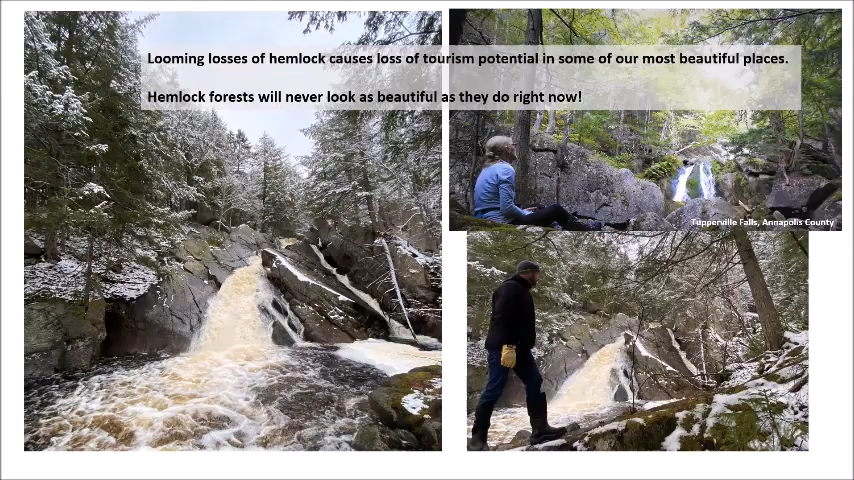 Looming losses of hemlock causes loss of tourism potential in some of our most beautiful places.
Hemlock forests will never look as beautiful as they do right now!
Tupperville Falls, Annapolis County